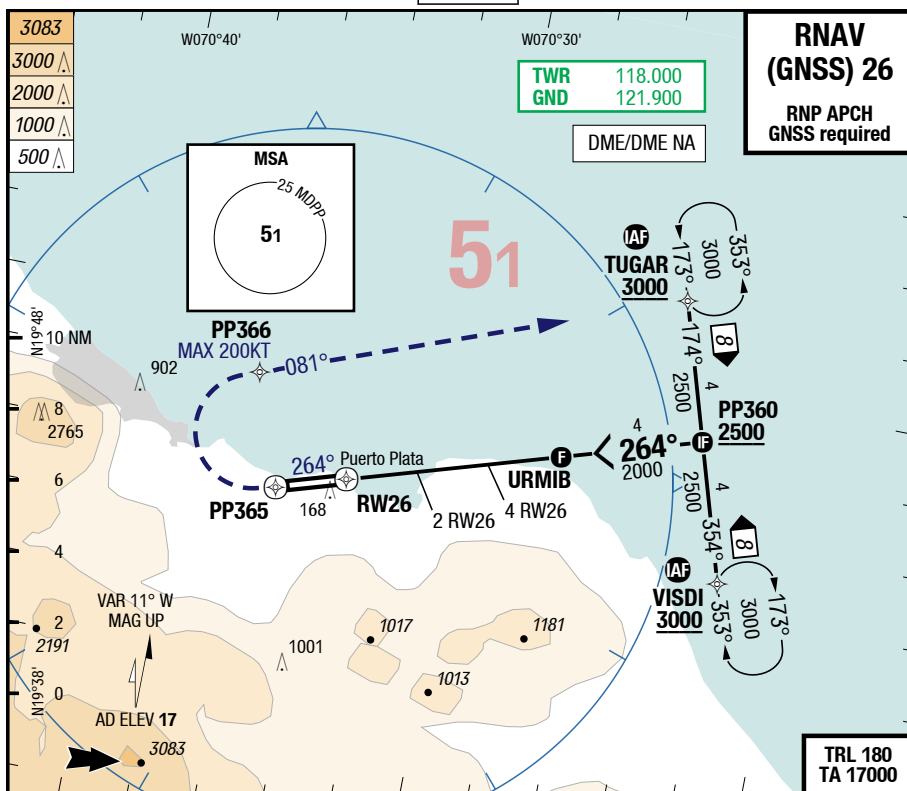 3083
3000
2000
1000
500
W070°40'
W070°30'
RNAV
(GNSS) 26
RNP APCH
GNSS required
TWR 118.000
GND 121.900
DME/DME NA
MSA
25 MDPP
51
51
IAF
TUGAR
3000
173°
3000
353°
174°
8
2500
4
PP360
2500
IF
N19°48'
10 NM
PP366
MAX 200KT
081°
902
8
2765
4
264°
2000
F
URMIB
6
264°
Puerto Plata
PP365
168
RW26
2 RW26
4 RW26
2500
4
354°
8
4
IAF
VISDI
3000
353°
3000
173°
VAR 11° W
MAG UP
2
2191
1001
1017
1181
1013
N19°38'
0
AD ELEV 17
3083
TRL 180
TA 17000